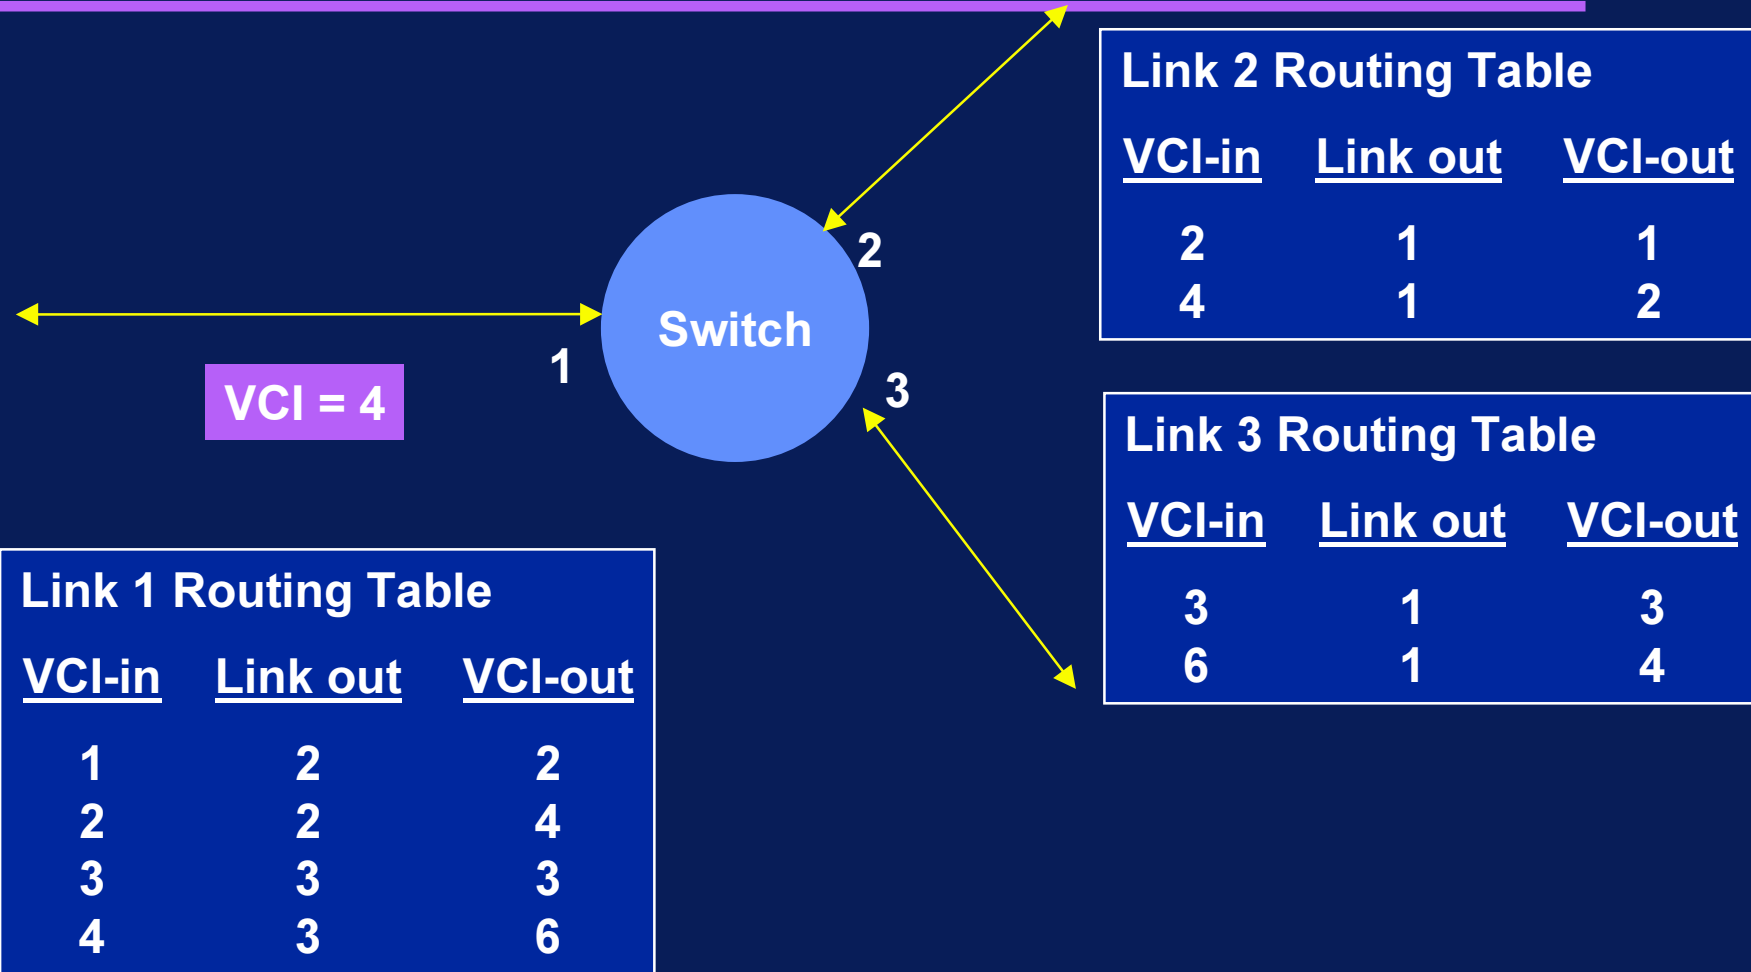 Link 2 Routing Table
VCI-in Link out VCI-out
2 1 1
4 1 2
2
Switch
1
VCI = 4
3
Link 3 Routing Table
VCI-in Link out VCI-out
3 1 3
6 1 4
Link 1 Routing Table
VCI-in Link out VCI-out
1 2 2
2 2 4
3 3 3
4 3 6